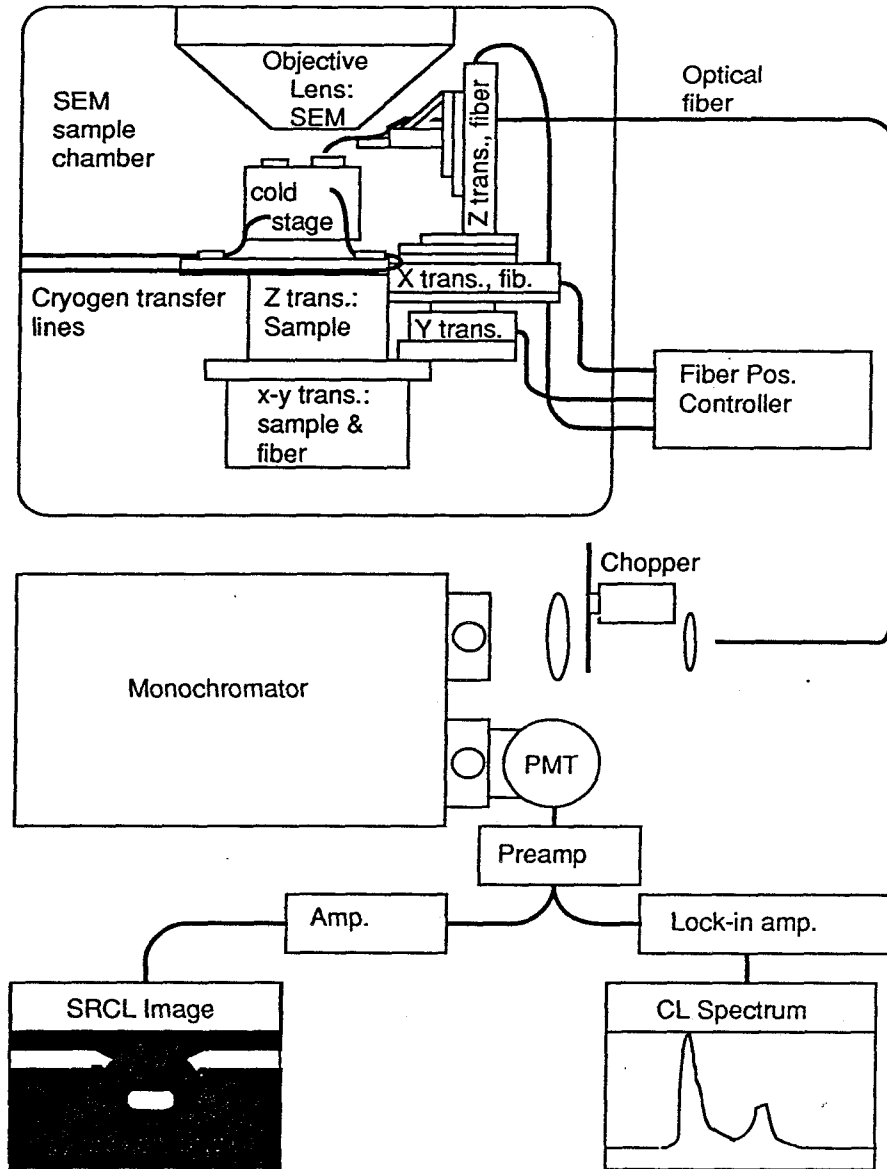 Objective
Lens:
SEM
SEM
sample
chamber
Z trans., fiber
Optical
fiber
cold
stage
X trans., fib.
Cryogen transfer
lines
Z trans.:
Sample
Y trans.
x-y trans.:
sample &
fiber
Fiber Pos.
Controller
Chopper
Monochromator
PMT
Preamp
Amp.
Lock-in amp.
SRCL Image
CL Spectrum